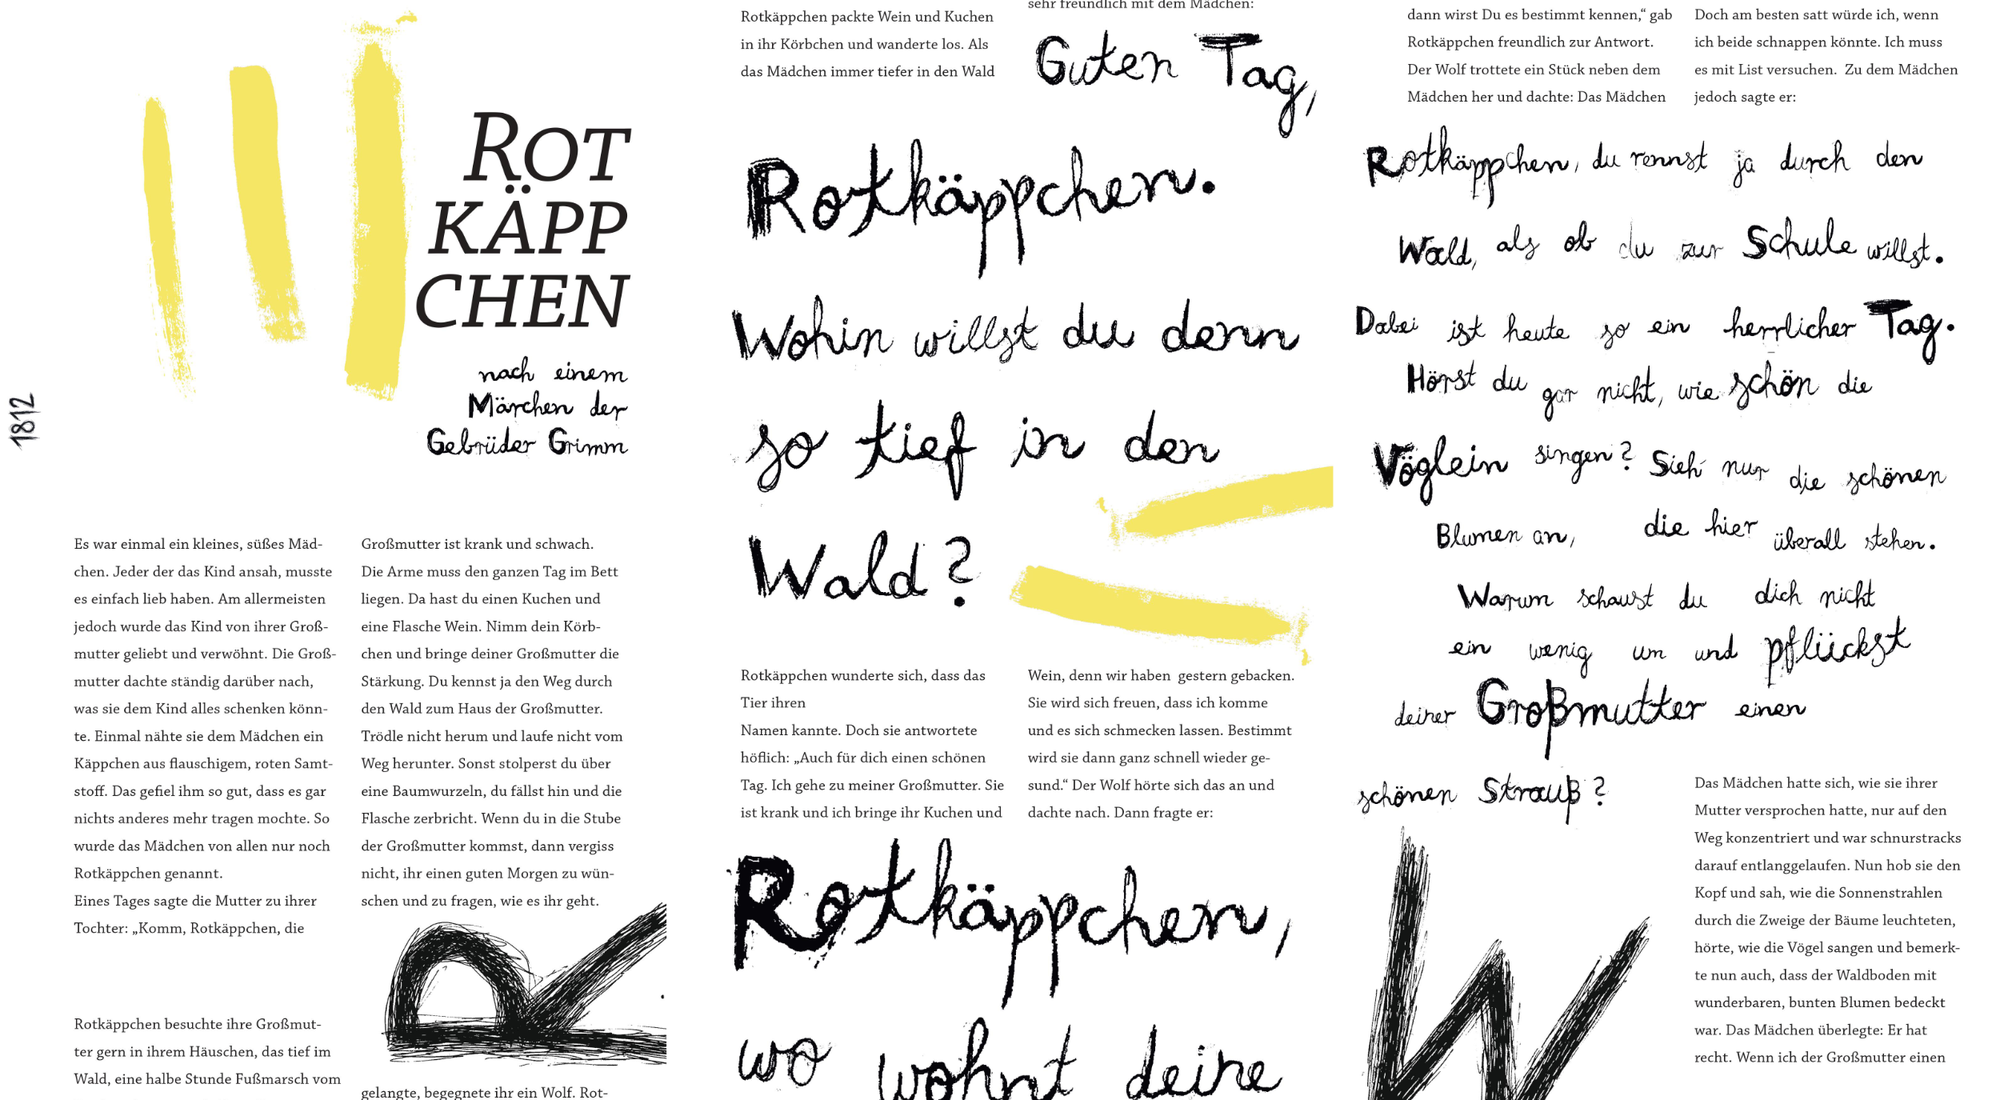 1812
ROT
KÄPP
CHEN
nach einem
Märchen der
Gebrüder Grimm
Es war einmal ein kleines, süßes Mäd-
chen. Jeder der das Kind ansah, musste
es einfach lieb haben. Am allermeisten
jedoch wurde das Kind von ihrer Groß-
mutter geliebt und verwöhnt. Die Groß-
mutter dachte ständig darüber nach,
was sie dem Kind alles schenken könn-
te. Einmal nähte sie dem Mädchen ein
Käppchen aus flauschigem, roten Samt-
stoff. Das gefiel ihm so gut, dass es gar
nichts anderes mehr tragen mochte. So
wurde das Mädchen von allen nur noch
Rotkäppchen genannt.
Eines Tages sagte die Mutter zu ihrer
Tochter: „Komm, Rotkäppchen, die
Rotkäppchen besuchte ihre Großmut-
ter gern in ihrem Häuschen, das tief im
Wald, eine halbe Stunde Fußmarsch vom
Großmutter ist krank und schwach.
Die Arme muss den ganzen Tag im Bett
liegen. Da hast du einen Kuchen und
eine Flasche Wein. Nimm dein Körb-
chen und bringe deiner Großmutter die
Stärkung. Du kennst ja den Weg durch
den Wald zum Haus der Großmutter.
Trödle nicht herum und laufe nicht vom
Weg herunter. Sonst stolperst du über
eine Baumwurzeln, du fällst hin und die
Flasche zerbricht. Wenn du in die Stube
der Großmutter kommst, dann vergiss
nicht, ihr einen guten Morgen zu wün-
schen und zu fragen, wie es ihr geht.
R
gelangte, begegnete ihr ein Wolf. Rot-
Rotkäppchen packte Wein und Kuchen
in ihr Körbchen und wanderte los. Als
das Mädchen immer tiefer in den Wald
sehr freundlich mit dem Mädchen:
Guten Tag,
Rotkäppchen.
Wohin willst du denn
so tief in den
Wald?
Rotkäppchen wunderte sich, dass das
Tier ihren
Namen kannte. Doch sie antwortete
höflich: „Auch für dich einen schönen
Tag. Ich gehe zu meiner Großmutter. Sie
ist krank und ich bringe ihr Kuchen und
Wein, denn wir haben gestern gebacken.
Sie wird sich freuen, dass ich komme
und es sich schmecken lassen. Bestimmt
wird sie dann ganz schnell wieder ge-
sund.“ Der Wolf hörte sich das an und
dachte nach. Dann fragte er:
Rotkäppchen,
wo wohnt deine
dann wirst Du es bestimmt kennen,“ gab
Rotkäppchen freundlich zur Antwort.
Der Wolf trottete ein Stück neben dem
Mädchen her und dachte: Das Mädchen
Doch am besten satt würde ich, wenn
ich beide schnappen könnte. Ich muss
es mit List versuchen. Zu dem Mädchen
jedoch sagte er:
Rotkäppchen, du rennst ja durch den
Wald, als ob du zur Schule willst.
Dabei ist heute so ein herrlicher Tag.
Hörst du gar nicht, wie schön die
Vöglein singen? Sieh nur die schönen
Blumen an, die hier überall stehen.
Warum schaust du dich nicht
ein wenig um und pflückst
deiner Großmutter einen
schönen Strauß?
W
Das Mädchen hatte sich, wie sie ihrer
Mutter versprochen hatte, nur auf den
Weg konzentriert und war schnurstracks
darauf entlanggelaufen. Nun hob sie den
Kopf und sah, wie die Sonnenstrahlen
durch die Zweige der Bäume leuchteten,
hörte, wie die Vögel sangen und bemerk-
te nun auch, dass der Waldboden mit
wunderbaren, bunten Blumen bedeckt
war. Das Mädchen überlegte: Er hat
recht. Wenn ich der Großmutter einen